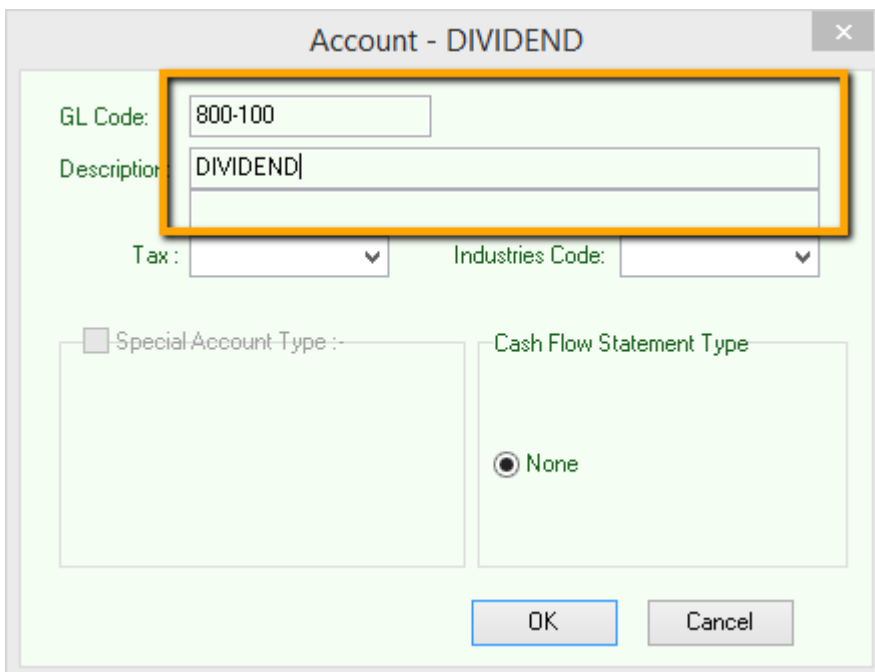 Account - DIVIDEND
GL Code: 800-100
Description: DIVIDEND
Tax : Industries Code:
Special Account Type :- Cash Flow Statement Type
None
OK Cancel